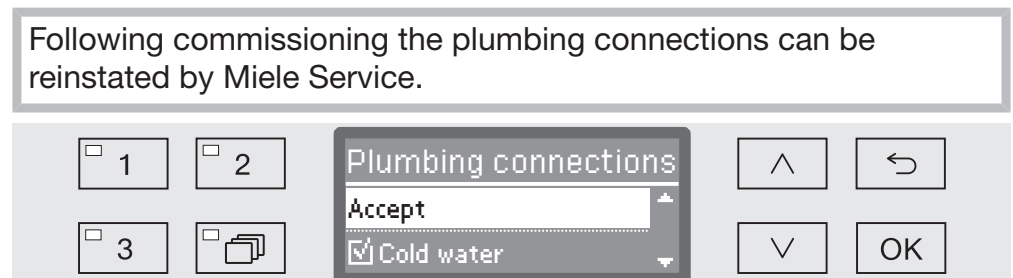 Following commissioning the plumbing connections can be
reinstated by Miele Service.
1
2
Plumbing connections
Accept
3
Cold water
OK